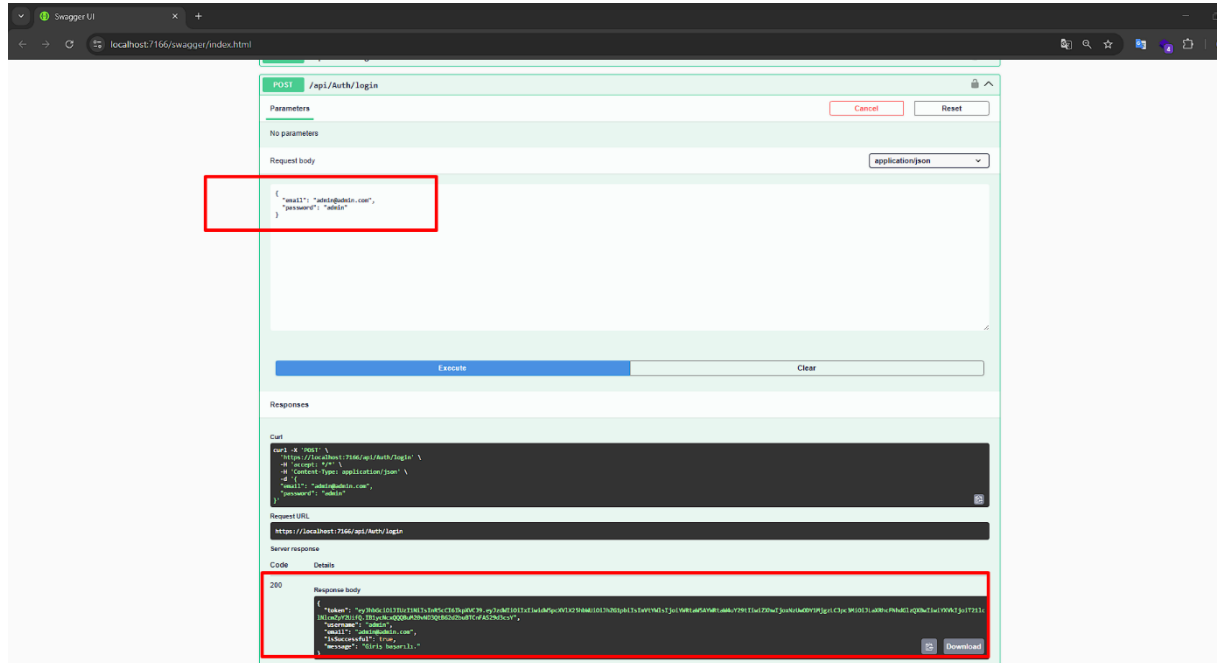 Swagger UI
localhost:7166/swagger/index.html
4
POST /api/Auth/login
Parameters
Cancel
Reset
No parameters
Request body
application/json
{
"email": "admin@admin.com",
"password": "admin"
}
Execute
Clear
Responses
Curl
curl -X 'POST' \
'https://localhost:7166/api/Auth/login' \
-H 'accept: */*' \
-H 'Content-Type: application/json' \
-d '{
"email": "admin@admin.com",
"password": "admin"
}'
Request URL
https://localhost:7166/api/Auth/login
Server response
Code Details
200
Response body
{
"token":
"username": "admin",
"email": "admin@admin.com",
"isSuccessful": true,
"message": "Giriş başarılı."
}
Download